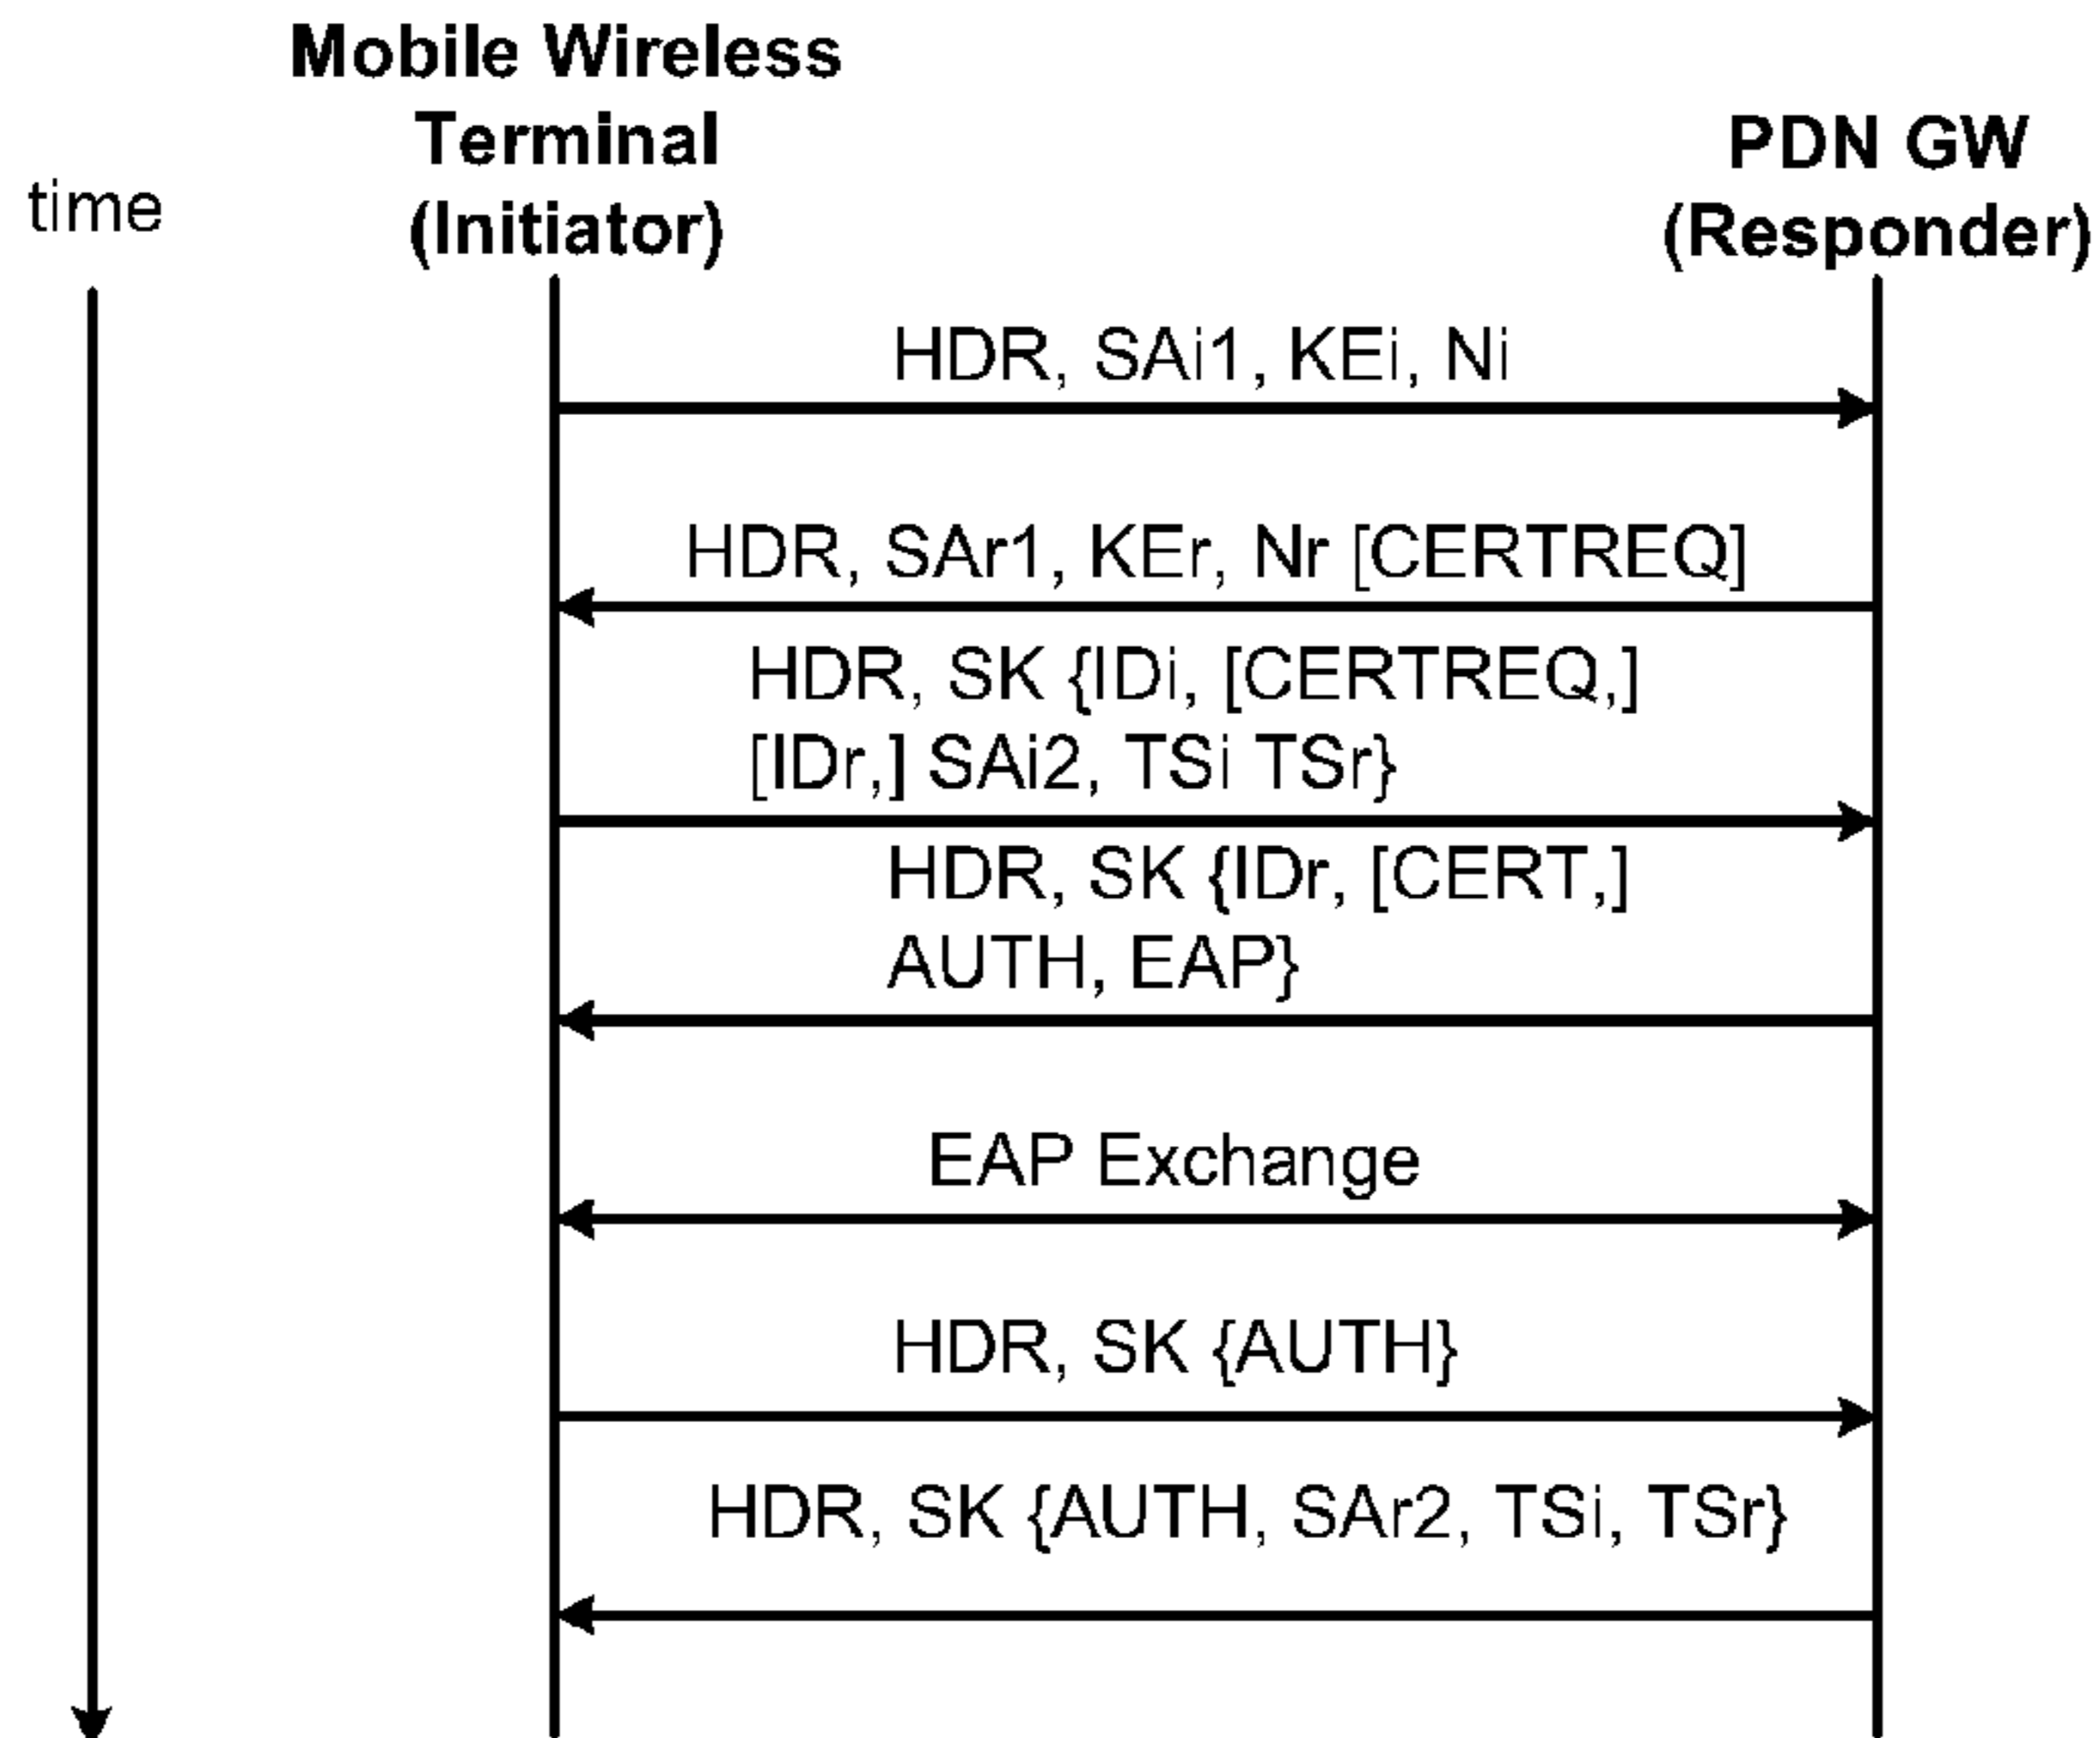 Mobile Wireless
Terminal
(Initiator)
PDN GW
(Responder)
time
HDR, SAi1, KEi, Ni
HDR, SAr1, KEr, Nr [CERTREQ]
HDR, SK {IDi, [CERTREQ,]
[IDr,] SAi2, TSi TSr}
HDR, SK {IDr, [CERT,]
AUTH, EAP}
EAP Exchange
HDR, SK {AUTH}
HDR, SK {AUTH, SAr2, TSi, TSr}